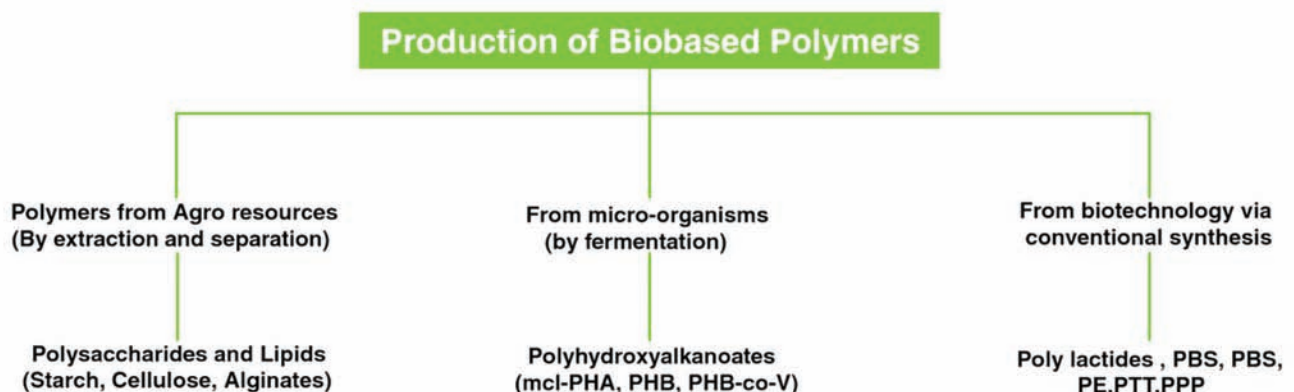 Production of Biobased Polymers
Polymers from Agro resources
(By extraction and separation)
From micro-organisms
(by fermentation)
From biotechnology via
conventional synthesis
Polysaccharides and Lipids
(Starch, Cellulose, Alginates)
Polyhydroxyalkanoates
(mcl-PHA, PHB, PHB-co-V)
Poly lactides , PBS, PBS,
PE,PTT,PPP